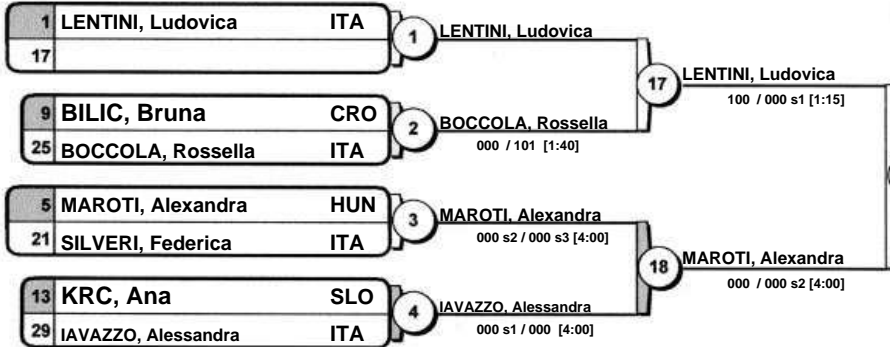 1 LENTINI, Ludovica ITA
17
1
LENTINI, Ludovica
9 BILIC, Bruna CRO
25 BOCCOLA, Rossella ITA
2
BOCCOLA, Rossella
000 / 101 [1:40]
17
LENTINI, Ludovica
100 / 000 s1 [1:15]
5 MAROTI, Alexandra HUN
21 SILVERI, Federica ITA
3
MAROTI, Alexandra
000 s2 / 000 s3 [4:00]
13 KRC, Ana SLO
29 IAVAZZO, Alessandra ITA
4
IAVAZZO, Alessandra
000 s1 / 000 [4:00]
18
MAROTI, Alexandra
000 / 000 s2 [4:00]